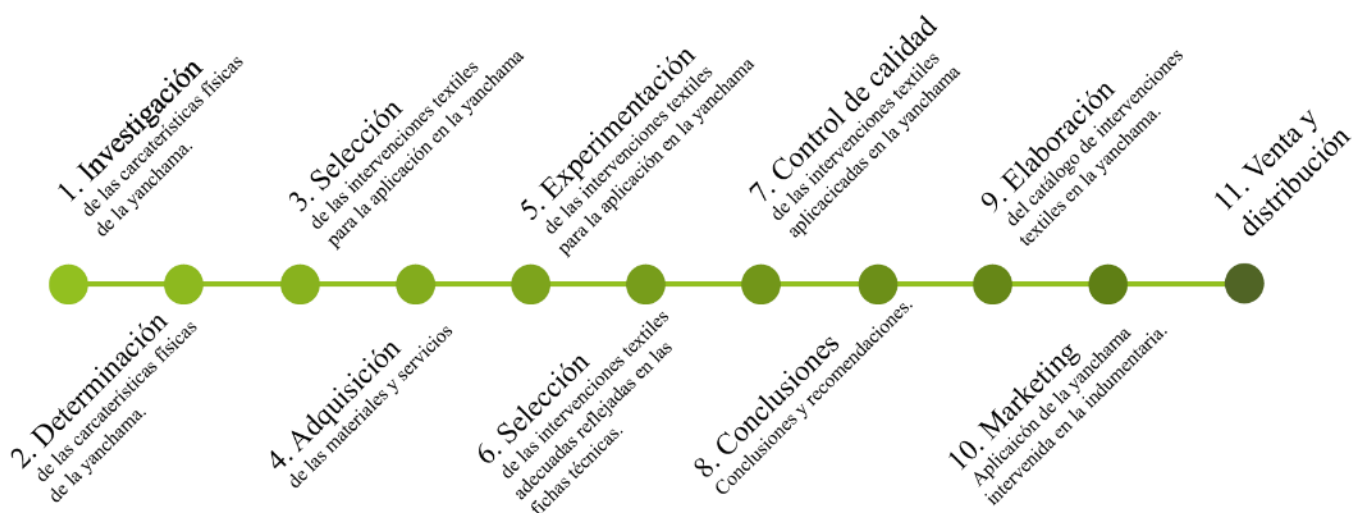 1. Investigación
de las carcaterísticas físicas
de la yanchama.
2. Determinación
de las carcaterísticas físicas
de la yanchama.
3. Selección
de las intervenciones textiles
para la aplicación en la yanchama
4. Adquisición
de las materiales y servicios
5. Experimentación
de las intervenciones textiles
para la aplicación en la yanchama
6. Selección
de las intervenciones textiles
adecuadas reflejadas en las
fichas técnicas.
7. Control de calidad
de las intervenciones textiles
aplicacicadas en la yanchama
8. Conclusiones
Conclusiones y recomendaciones.
9. Elaboración
del catálogo de intervenciones
textiles en la yanchama.
10. Marketing
Aplicaicón de la yanchama
intervenida en la indumentaria.
11. Venta y
distribución